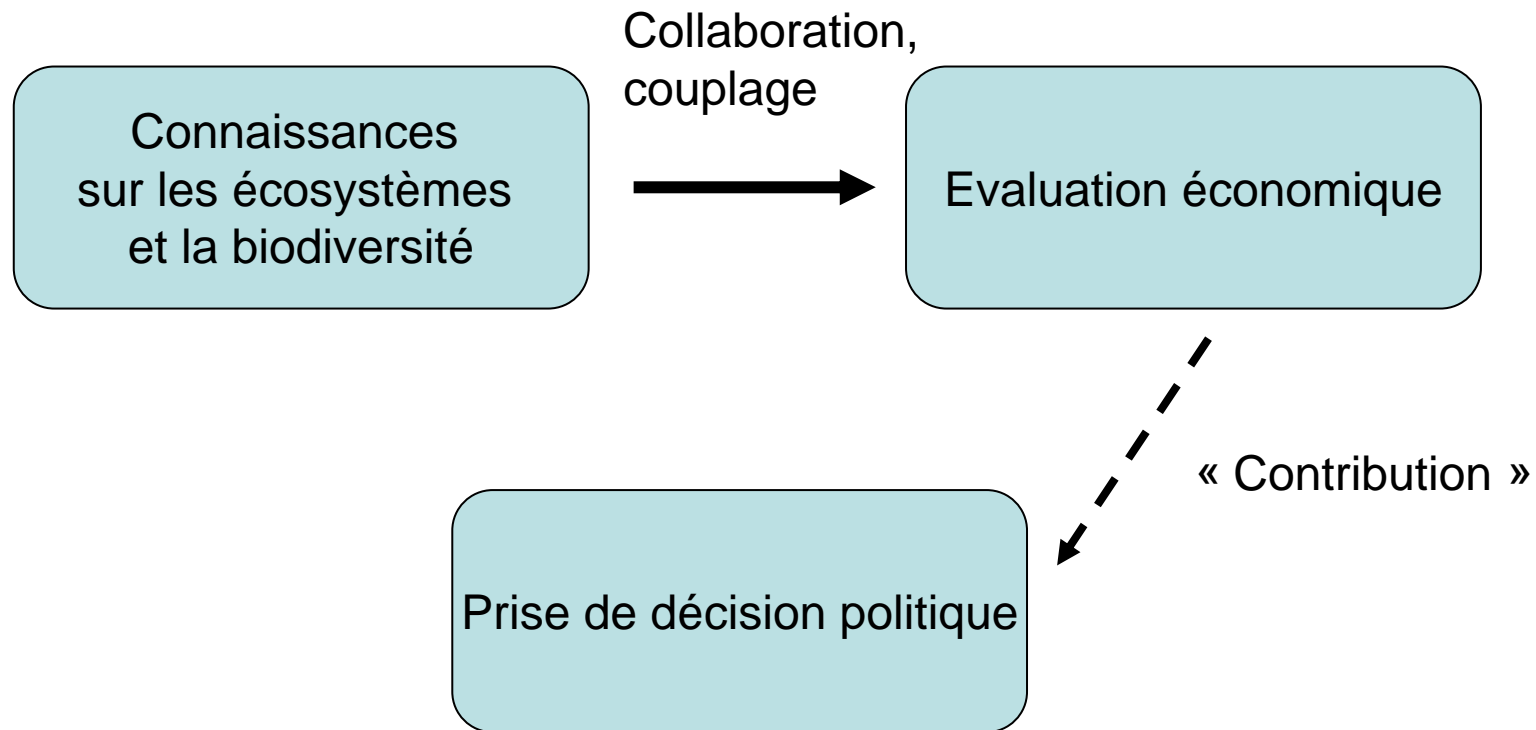 Collaboration,
couplage
Connaissances
sur les écosystèmes
et la biodiversité
Evaluation économique
« Contribution »
Prise de décision politique